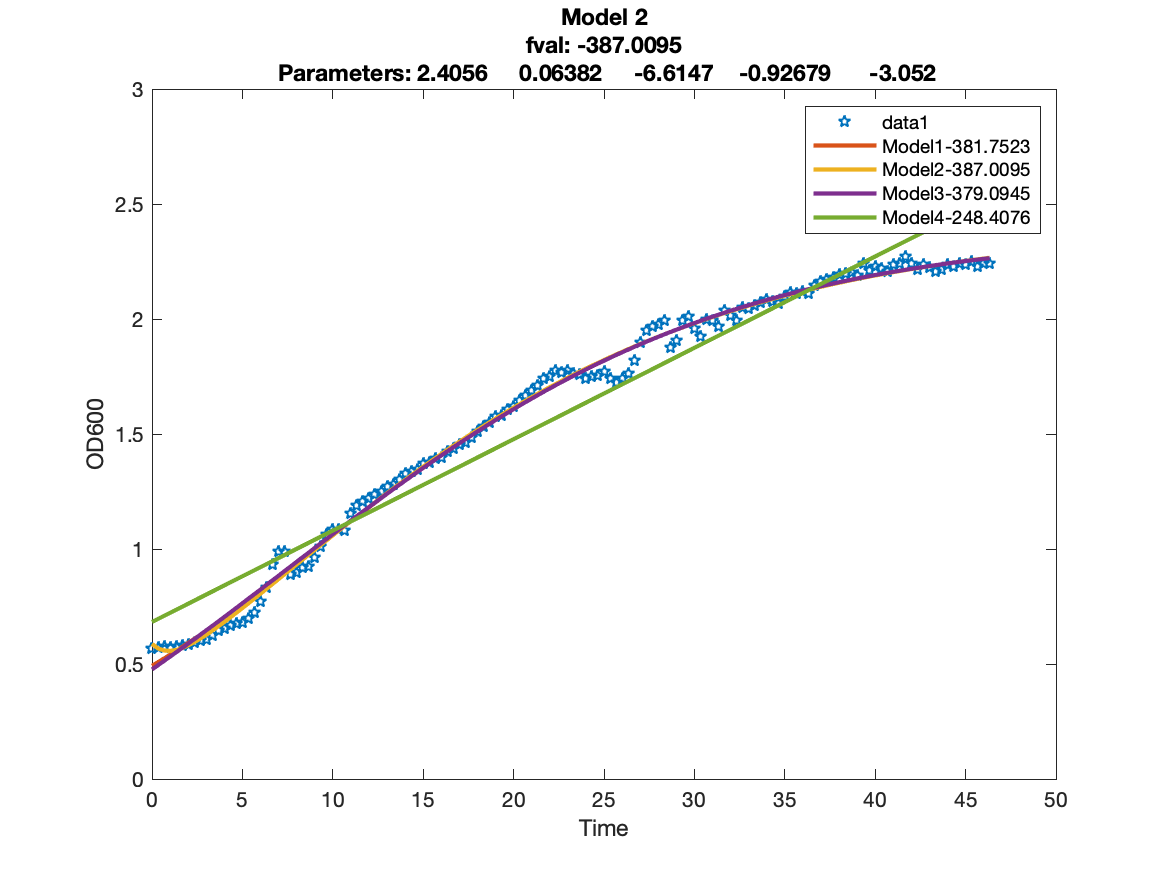 Model 2
fval: -387.0095
Parameters: 2.4056 0.06382 -6.6147 -0.92679 -3.052
3
2.5
2
1.5
1
0.5
0
OD600
data1
Model1-381.7523
Model2-387.0095
Model3-379.0945
Model4-248.4076
0 5 10 15 20 25 30 35 40 45 50
Time